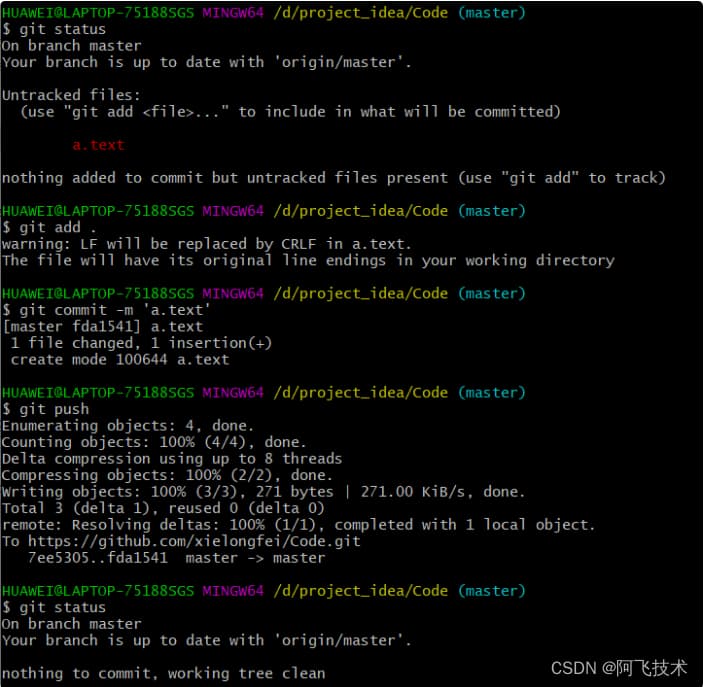 HUAWEI@LAPTOP-75188SGS MINGW64 /d/project_idea/Code (master)
$ git status
On branch master
Your branch is up to date with 'origin/master'.
Untracked files:
(use "git add <file>..." to include in what will be committed)
a.text
nothing added to commit but untracked files present (use "git add" to track)
HUAWEI@LAPTOP-75188SGS MINGW64 /d/project_idea/Code (master)
$ git add .
warning: LF will be replaced by CRLF in a.text.
The file will have its original line endings in your working directory
HUAWEI@LAPTOP-75188SGS MINGW64 /d/project_idea/Code (master)
$ git commit -m 'a.text'
[master fda1541] a.text
1 file changed, 1 insertion(+)
create mode 100644 a.text
HUAWEI@LAPTOP-75188SGS MINGW64 /d/project_idea/Code (master)
$ git push
Enumerating objects: 4, done.
Counting objects: 100% (4/4), done.
Delta compression using up to 8 threads
Compressing objects: 100% (2/2), done.
Writing objects: 100% (3/3), 271 bytes | 271.00 KiB/s, done.
Total 3 (delta 1), reused 0 (delta 0)
remote: Resolving deltas: 100% (1/1), completed with 1 local object.
To https://github.com/xielongfei/Code.git
7ee5305..fda1541  master -> master
HUAWEI@LAPTOP-75188SGS MINGW64 /d/project_idea/Code (master)
$ git status
On branch master
Your branch is up to date with 'origin/master'.
nothing to commit, working tree clean
CSDN @阿飞技术